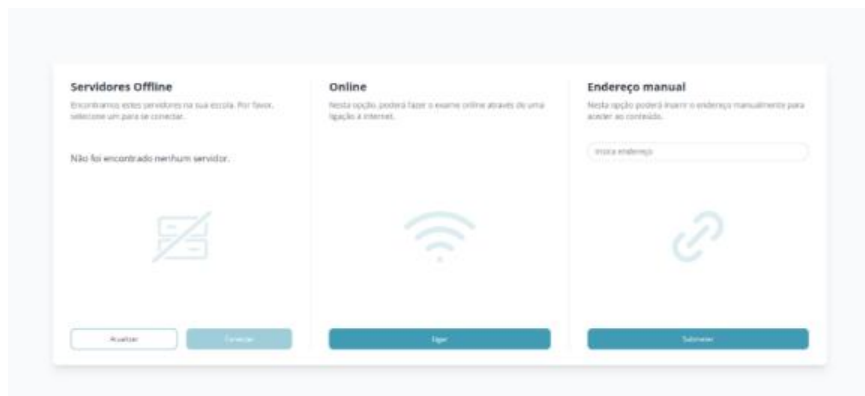 Servidores Offline
Encontramos estes servidores na sua escola. Por favor,
selecione um para se conectar.
Não foi encontrado nenhum servidor.
Atualizar
Conectar
Online
Nesta opção, poderá fazer o exame online através de uma
ligação à internet.
Ligar
Endereço manual
Nesta opção poderá inserir o endereço manualmente para
aceder ao conteúdo.
Insira endereço
Submeter